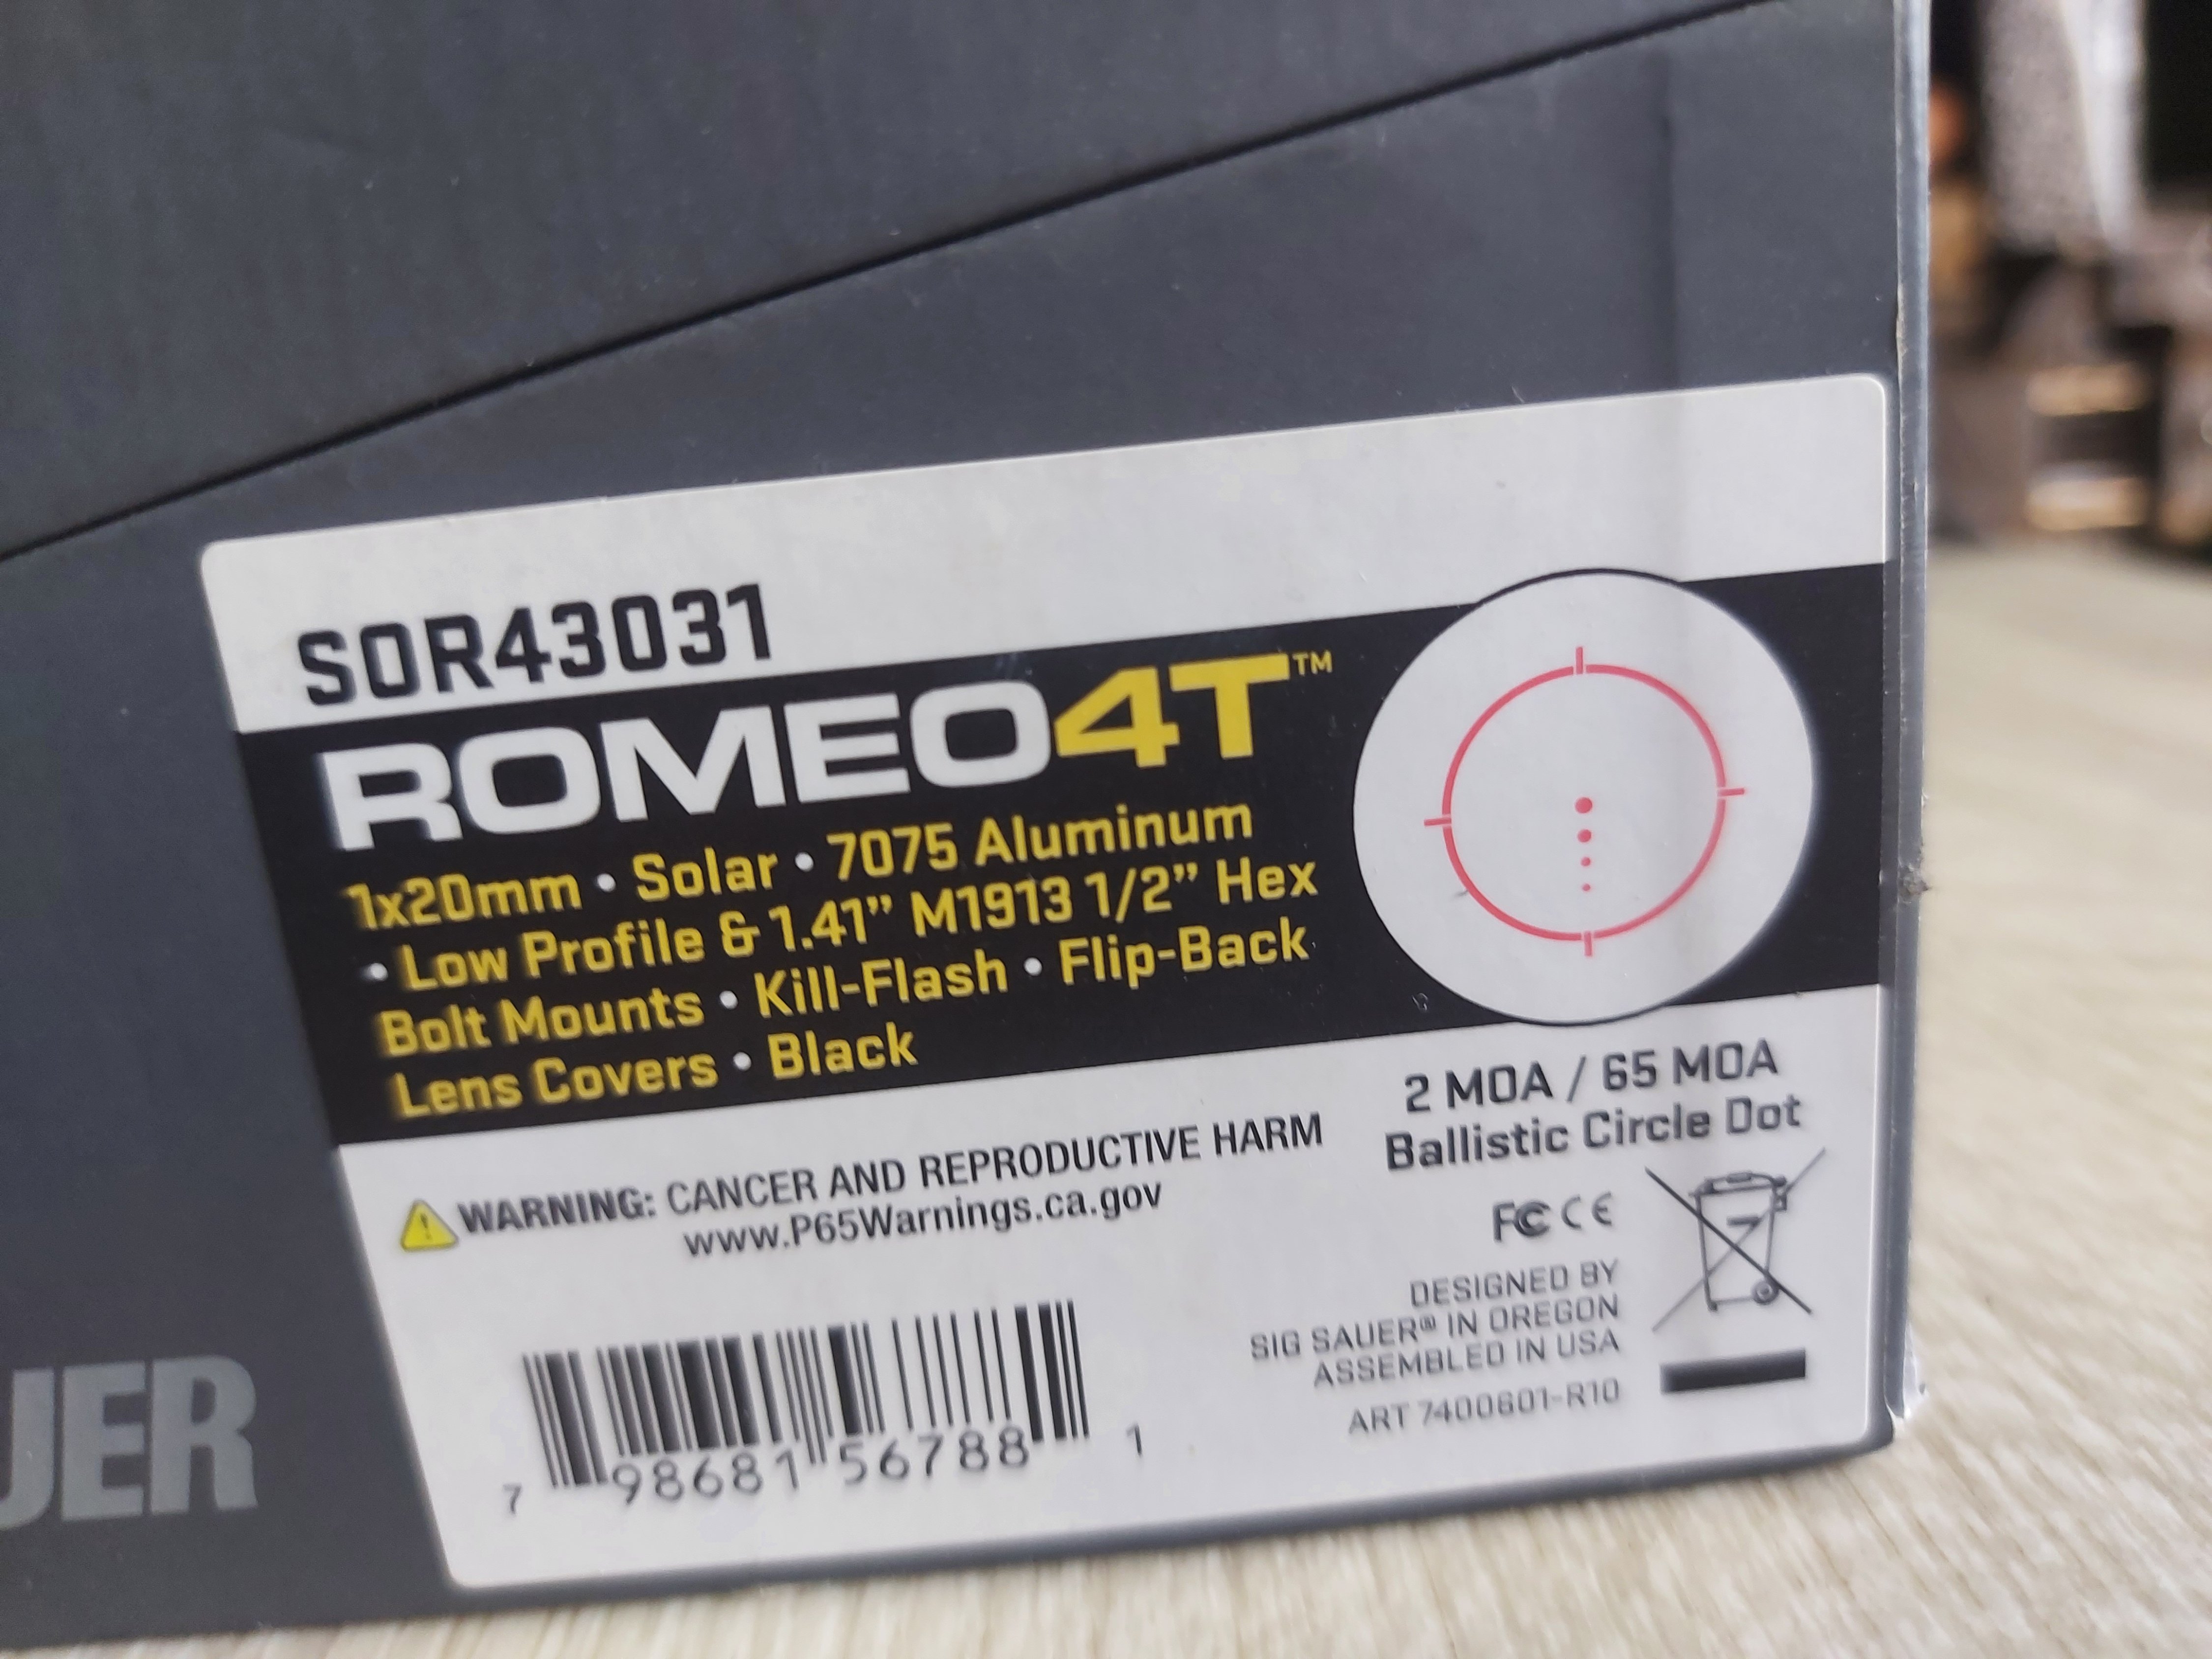 SOR43031
ROMEO4T™
1x20mm • Solar • 7075 Aluminum
• Low Profile & 1.41” M1913 1/2” Hex
Bolt Mounts • Kill-Flash • Flip-Back
Lens Covers • Black
2 MOA / 65 MOA
Ballistic Circle Dot
WARNING: CANCER AND REPRODUCTIVE HARM
www.P65Warnings.ca.gov
FC CE
DESIGNED BY
SIG SAUER® IN OREGON
ASSEMBLED IN USA
ART 7400601-R10
7 98681 56788 1
UER